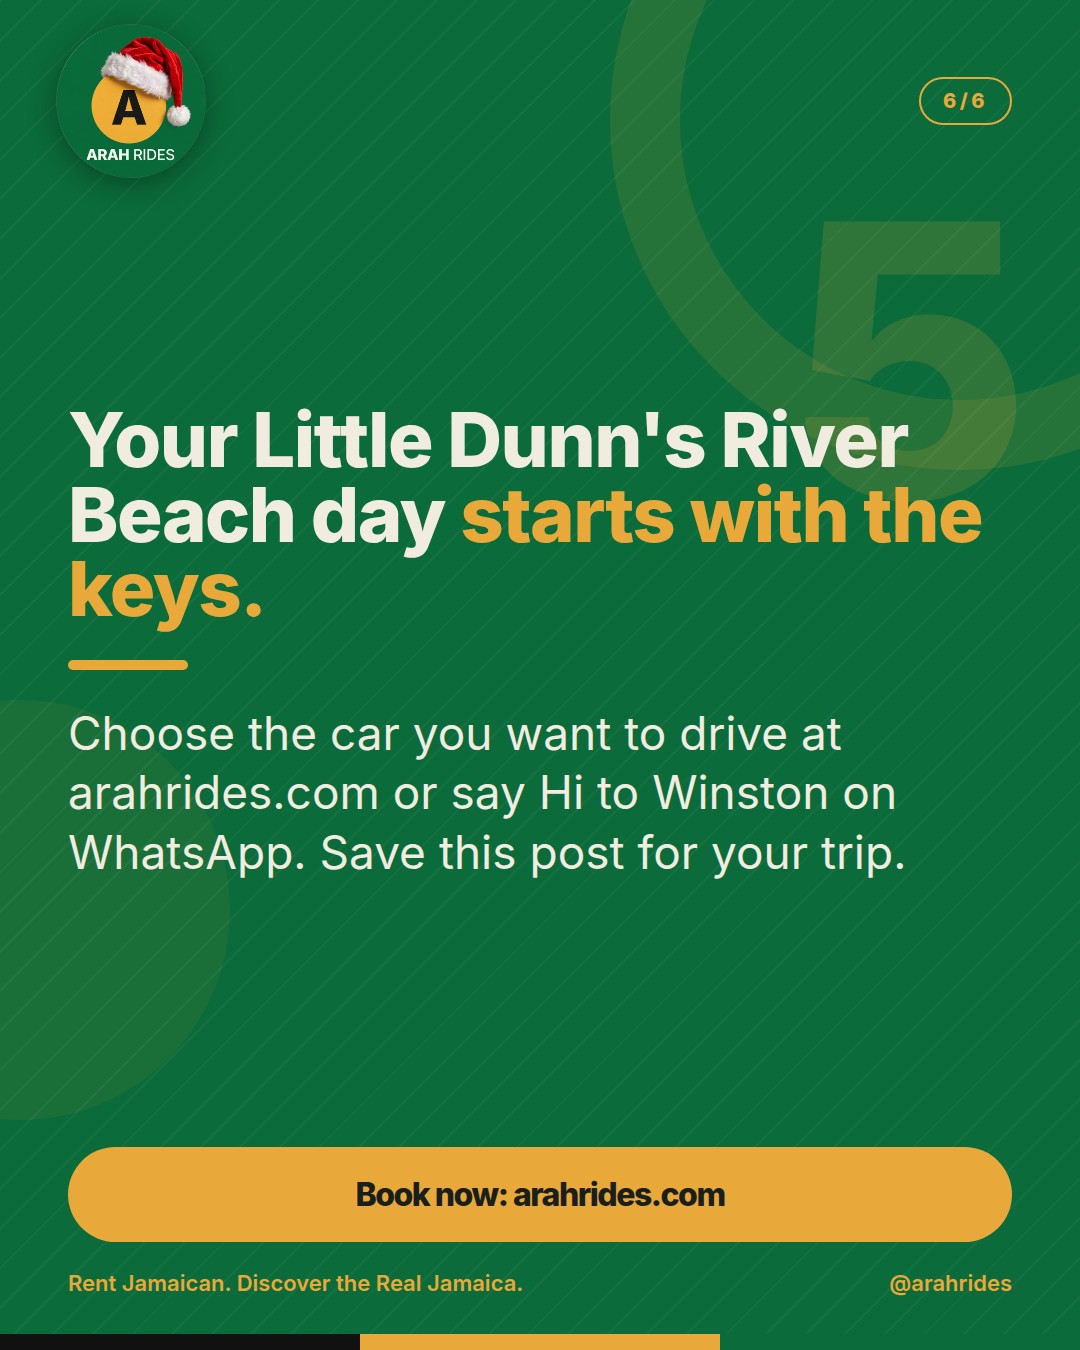 A
ARAH RIDES
6/6
5
Your Little Dunn's River
Beach day starts with the
keys.
Choose the car you want to drive at
arahrides.com or say Hi to Winston on
WhatsApp. Save this post for your trip.
Book now: arahrides.com
Rent Jamaican. Discover the Real Jamaica.
@arahrides